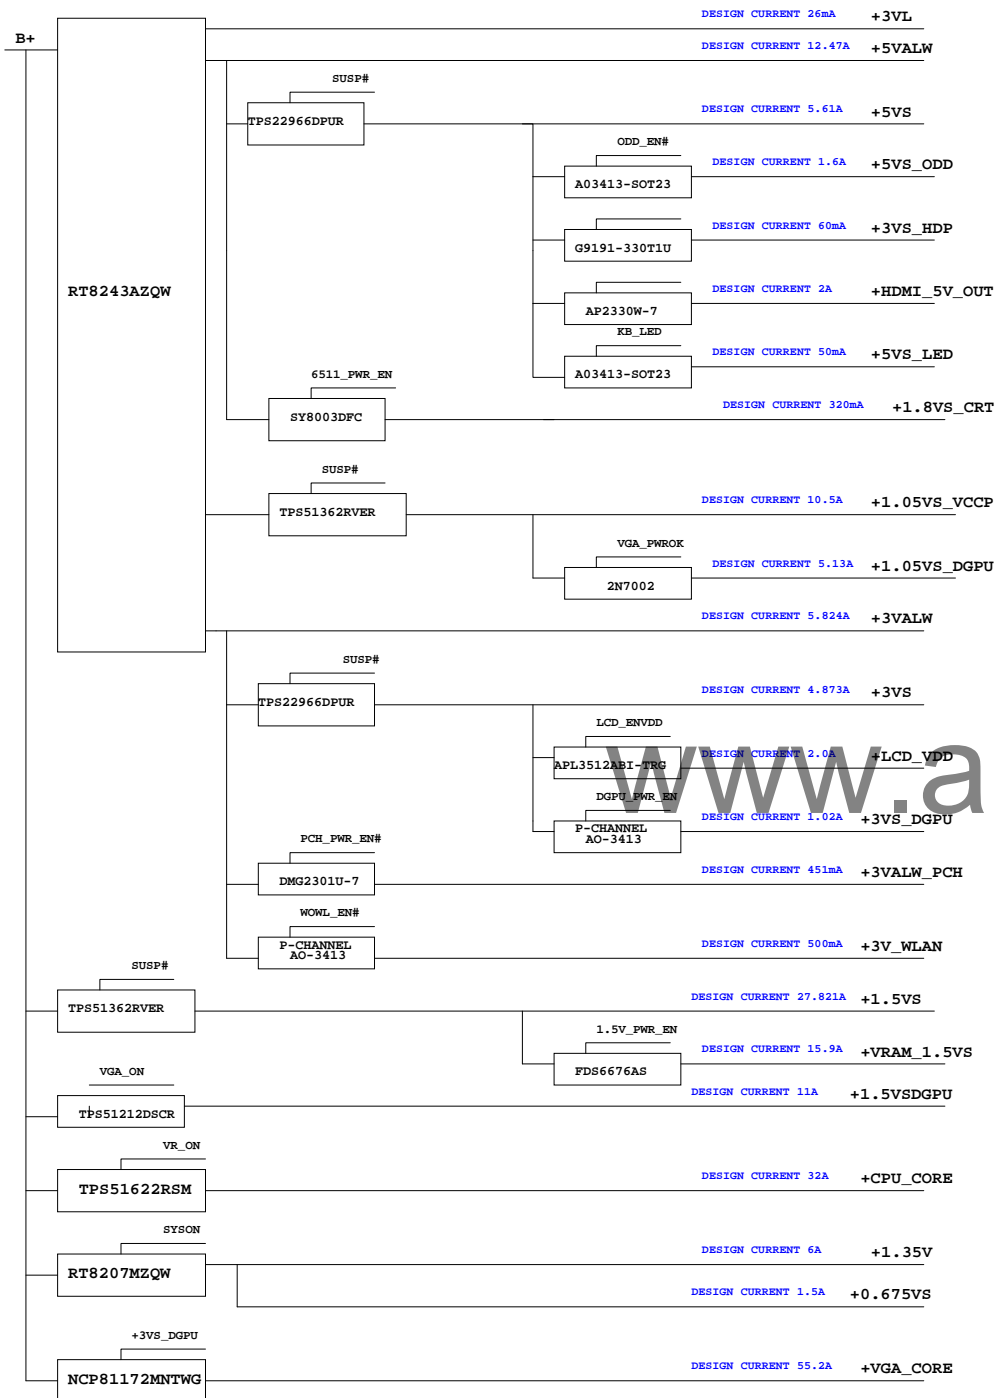 DESIGN CURRENT 26mA +3VL
B+
DESIGN CURRENT 12.47A +5VALW
SUSP#
TPS22966DPUR
DESIGN CURRENT 5.61A +5VS
ODD_EN#
DESIGN CURRENT 1.6A +5VS_ODD
A03413-SOT23
DESIGN CURRENT 60mA +3VS_HDP
G9191-330T1U
RT8243AZQW
DESIGN CURRENT 2A +HDMI_5V_OUT
AP2330W-7
KB_LED
DESIGN CURRENT 50mA +5VS_LED
A03413-SOT23
6511_PWR_EN
DESIGN CURRENT 320mA +1.8VS_CRT
SY8003DFC
SUSP#
TPS51362RVER
DESIGN CURRENT 10.5A +1.05VS_VCCP
VGA_PWROK
DESIGN CURRENT 5.13A +1.05VS_DGPU
2N7002
DESIGN CURRENT 5.824A +3VALW
SUSP#
TPS22966DPUR
DESIGN CURRENT 4.873A +3VS
LCD_ENVDD
DESIGN CURRENT 2.0A +LCD_VDD
APL3512ABI-TRG
www.a
DGPU_PWR_EN
DESIGN CURRENT 1.02A +3VS_DGPU
P-CHANNEL
AO-3413
PCH_PWR_EN#
DESIGN CURRENT 451mA +3VALW_PCH
DMG2301U-7
WOWL_EN#
DESIGN CURRENT 500mA +3V_WLAN
P-CHANNEL
AO-3413
SUSP#
TPS51362RVER
DESIGN CURRENT 27.821A +1.5VS
1.5V_PWR_EN
DESIGN CURRENT 15.9A +VRAM_1.5VS
FDS6676AS
VGA_ON
DESIGN CURRENT 11A +1.5VSDGPU
TPS51212DSCR
VR_ON
DESIGN CURRENT 32A +CPU_CORE
TPS51622RSM
SYSON
DESIGN CURRENT 6A +1.35V
RT8207MZQW
DESIGN CURRENT 1.5A +0.675VS
+3VS_DGPU
DESIGN CURRENT 55.2A +VGA_CORE
NCP81172MNTWG